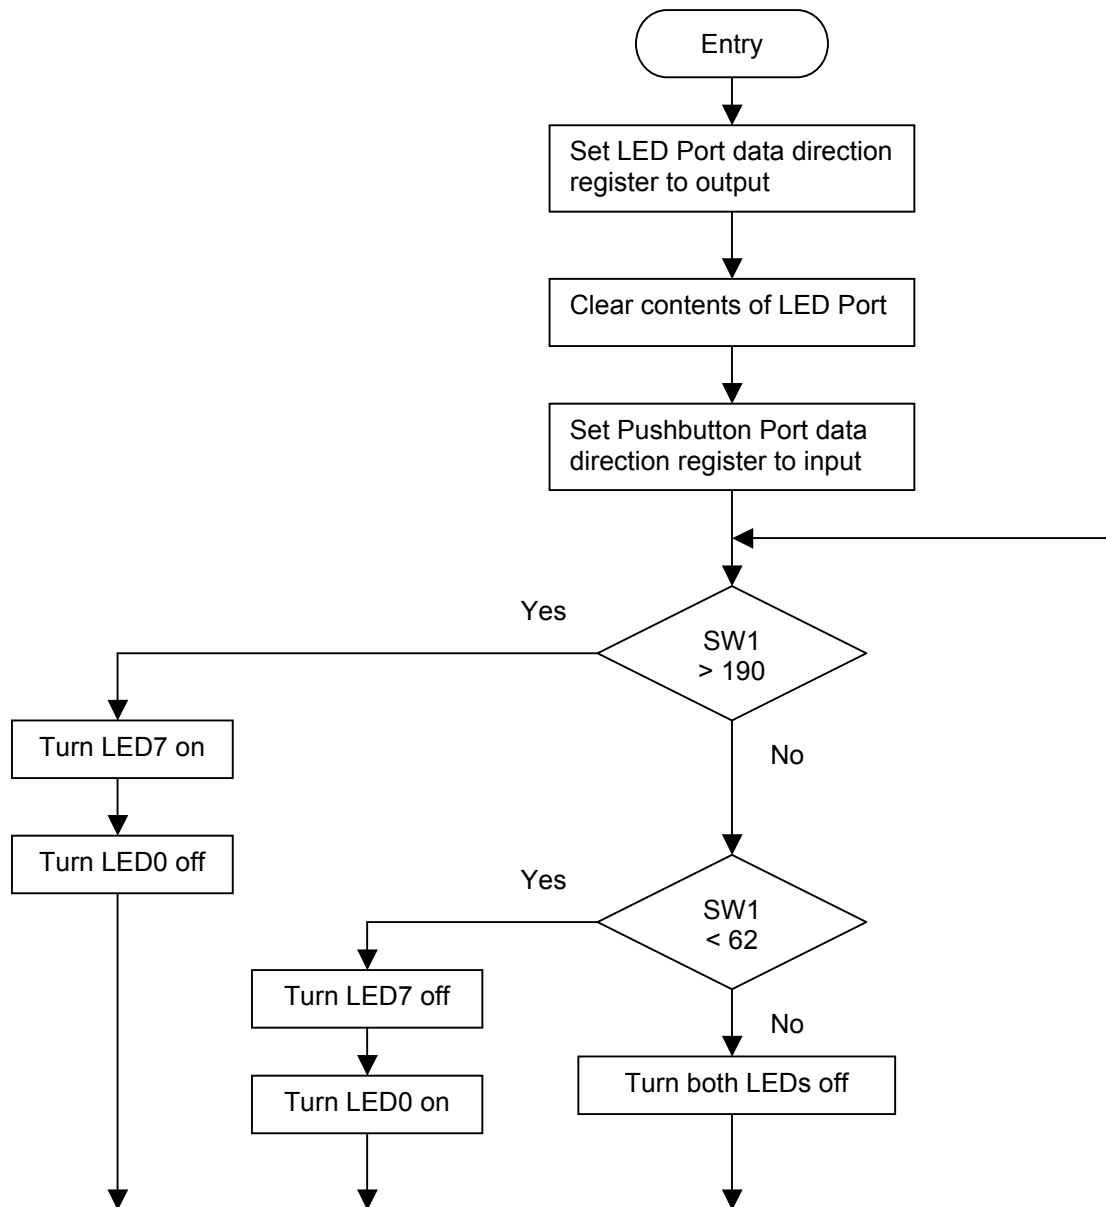 Entry
Set LED Port data direction
register to output
Clear contents of LED Port
Set Pushbutton Port data
direction register to input
Yes
SW1
> 190
Turn LED7 on
No
Turn LED0 off
Yes
SW1
< 62
Turn LED7 off
No
Turn both LEDs off
Turn LED0 on